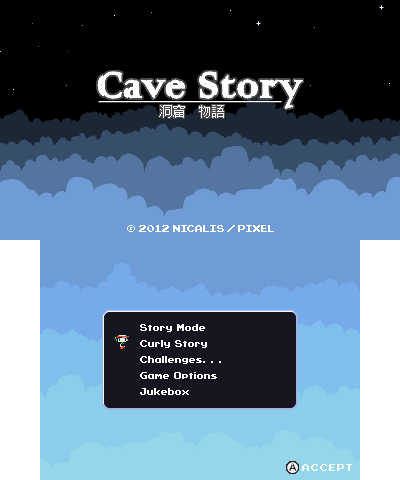 Cave Story
洞窟 物語
© 2012 NICALIS / PIXEL
Story Mode
Curly Story
Challenges...
Game Options
Jukebox
Ⓐ ACCEPT